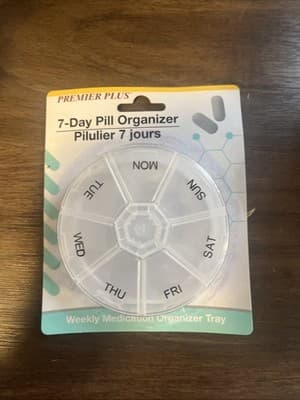 PREMIER PLUS
7-Day Pill Organizer
Pilulier 7 jours
MON
TUE
SUN
WED
SAT
THU
FRI
Weekly Medication Organizer Tray